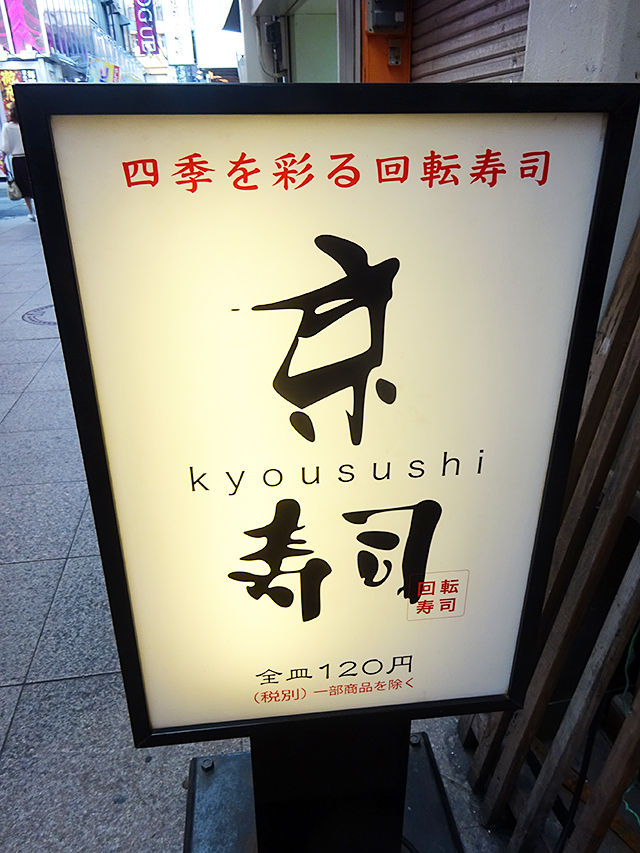 四季を彩る回転寿司
京
kyousushi
寿司
回転
寿司
全皿120円
(税別)一部商品を除く